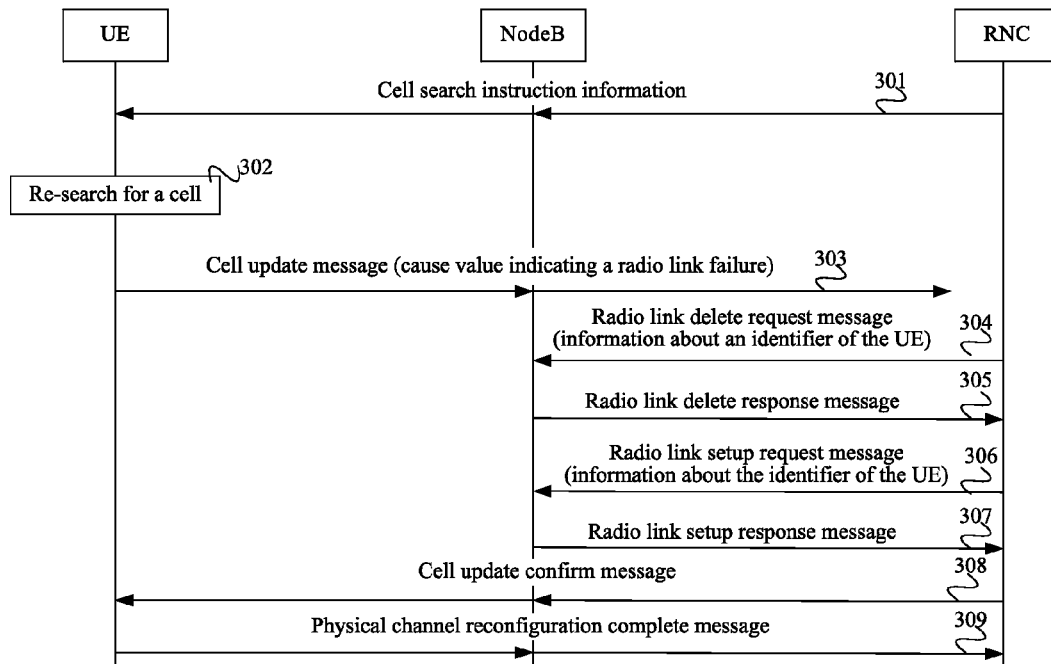 UE
NodeB
RNC
Cell search instruction information
301
302
Re-search for a cell
Cell update message (cause value indicating a radio link failure)
303
Radio link delete request message
(information about an identifier of the UE)
304
305
Radio link delete response message
Radio link setup request message
(information about the identifier of the UE)
306
307
Radio link setup response message
Cell update confirm message
308
Physical channel reconfiguration complete message
309